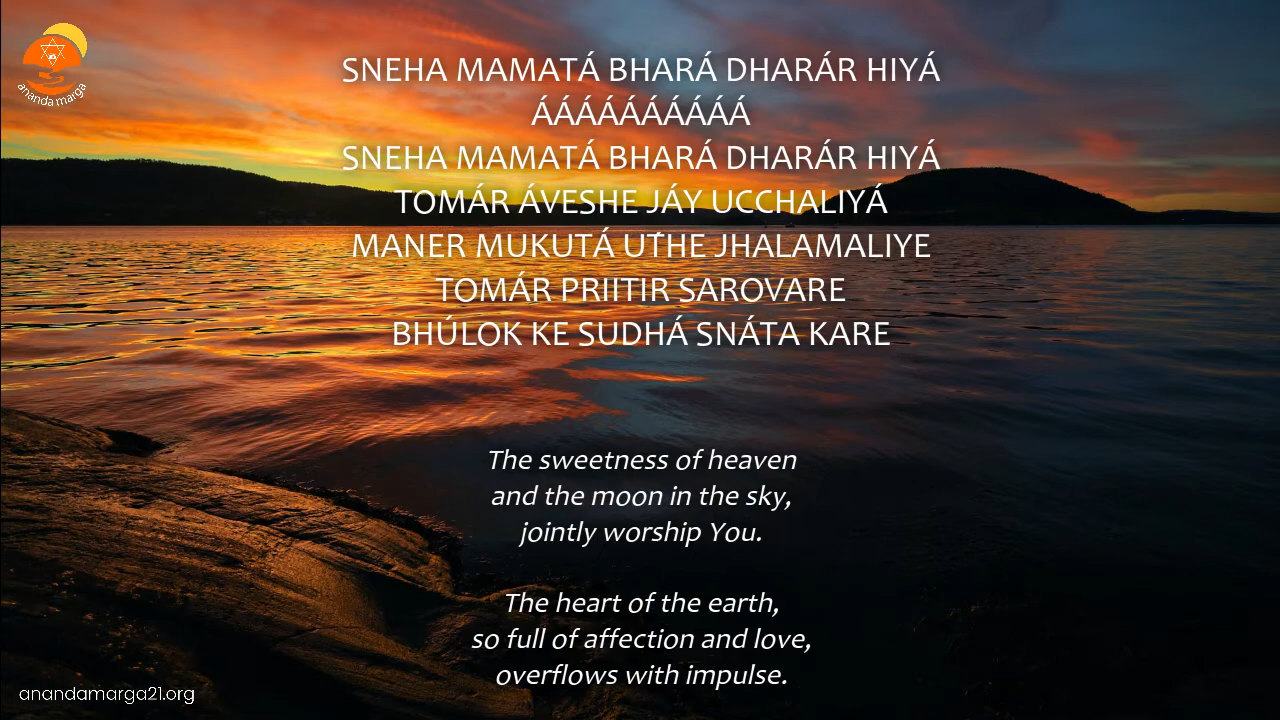 ananda marga
SNEHA MAMATÁ BHARÁ DHARÁR HIYÁ
ÁÁÁÁÁÁÁÁÁÁ
SNEHA MAMATÁ BHARÁ DHARÁR HIYÁ
TOMÁR ÁVESHE JÁY UCCHALIYÁ
MANER MUKUTÁ UT́HE JHALAMALIYE
TOMÁR PRIITIR SAROVARE
BHÚLOK KE SUDHÁ SNÁTA KARE
The sweetness of heaven
and the moon in the sky,
jointly worship You.
The heart of the earth,
so full of affection and love,
overflows with impulse.
anandamarga21.org